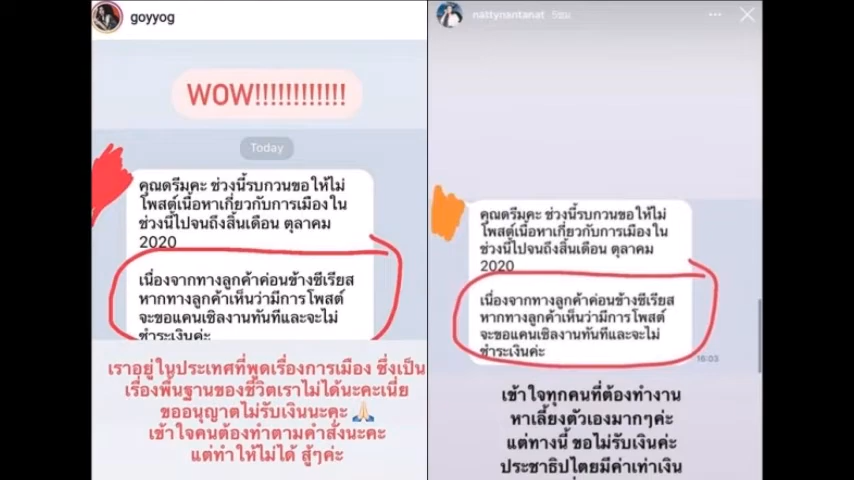 goyyog
WOW!!!!!!!!!!!!
Today
คุณดรีมคะ ช่วงนี้รบกวนขอให้ไม่
โพสต์เนื้อหาเกี่ยวกับการเมืองใน
ช่วงนี้ไปจนถึงสิ้นเดือน ตุลาคม
2020
เนื่องจากทางลูกค้าค่อนข้างซีเรียส
หากทางลูกค้าเห็นว่ามีการโพสต์
จะขอแคนเซิลงานทันทีและจะไม่
ชำระเงินค่ะ
เราอยู่ในประเทศที่พูดเรื่องการเมือง ซึ่งเป็น
เรื่องพื้นฐานของชีวิตเราไม่ได้นะคะเนี่ย
ขออนุญาตไม่รับเงินนะคะ 🙏🏻
เข้าใจคนต้องทำตามคำสั่งนะคะ
แต่ทำให้ไม่ได้ สู้ๆค่ะ
nattynantanat 5ชม
คุณดรีมคะ ช่วงนี้รบกวนขอให้ไม่
โพสต์เนื้อหาเกี่ยวกับการเมืองใน
ช่วงนี้ไปจนถึงสิ้นเดือน ตุลาคม
2020
เนื่องจากทางลูกค้าค่อนข้างซีเรียส
หากทางลูกค้าเห็นว่ามีการโพสต์
จะขอแคนเซิลงานทันทีและจะไม่
ชำระเงินค่ะ
16:03
เข้าใจทุกคนที่ต้องทำงาน
หาเลี้ยงตัวเองมากๆค่ะ
แต่ทางนี้ ขอไม่รับเงินค่ะ
ประชาธิปไตยมีค่าเท่าเงิน